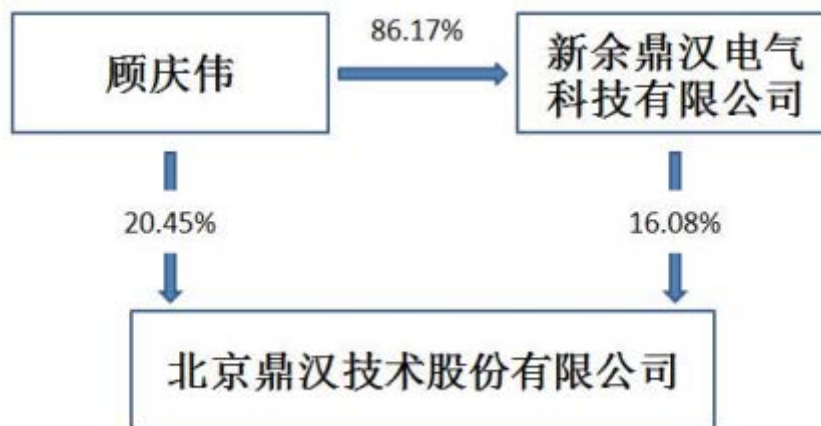 86.17%
顾庆伟
新余鼎汉电气
科技有限公司
20.45%
16.08%
北京鼎汉技术股份有限公司